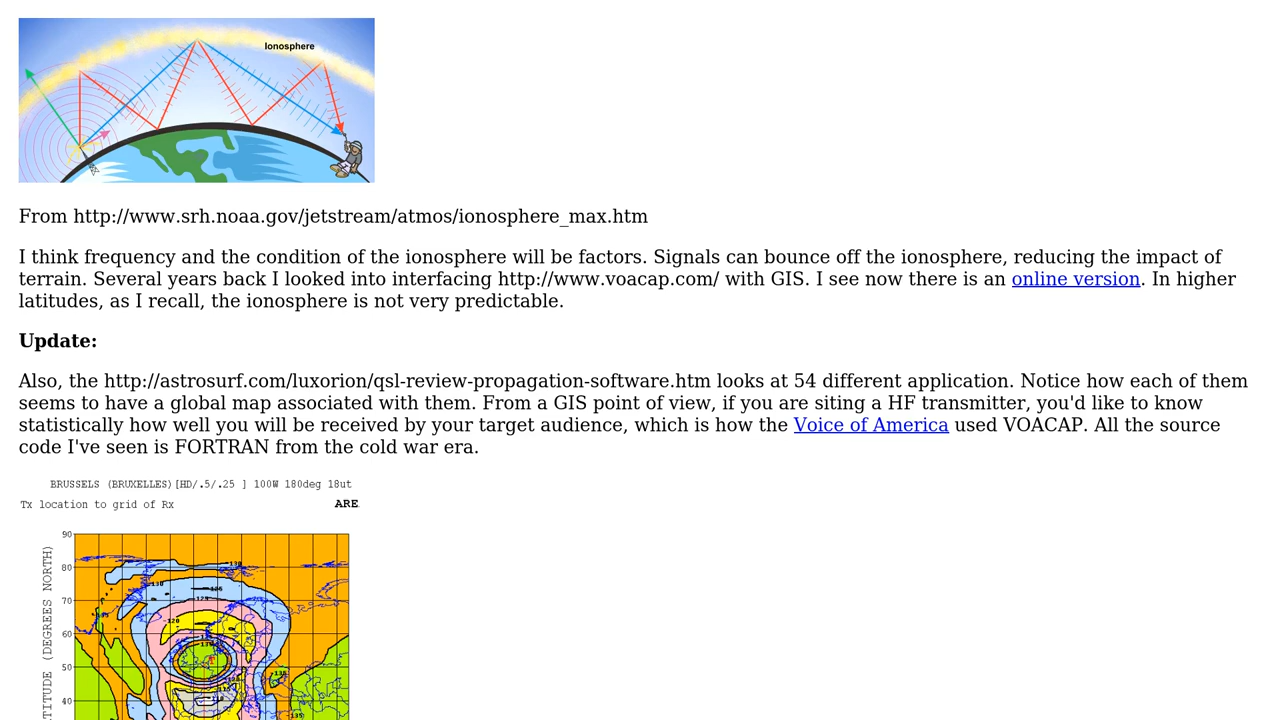 Ionosphere
From http://www.srh.noaa.gov/jetstream/atmos/ionosphere_max.htm
I think frequency and the condition of the ionosphere will be factors. Signals can bounce off the ionosphere, reducing the impact of
terrain. Several years back I looked into interfacing http://www.voacap.com/ with GIS. I see now there is an online version. In higher
latitudes, as I recall, the ionosphere is not very predictable.
Update:
Also, the http://astrosurf.com/luxorion/qsl-review-propagation-software.htm looks at 54 different application. Notice how each of them
seems to have a global map associated with them. From a GIS point of view, if you are siting a HF transmitter, you'd like to know
statistically how well you will be received by your target audience, which is how the Voice of America used VOACAP. All the source
code I've seen is FORTRAN from the cold war era.
BRUSSELS (BRUXELLES)[HD/.5/.25 ] 100W 180deg 18ut
Tx location to grid of Rx ARE
90
80
70
60
50
40
TITUDE (DEGREES NORTH)